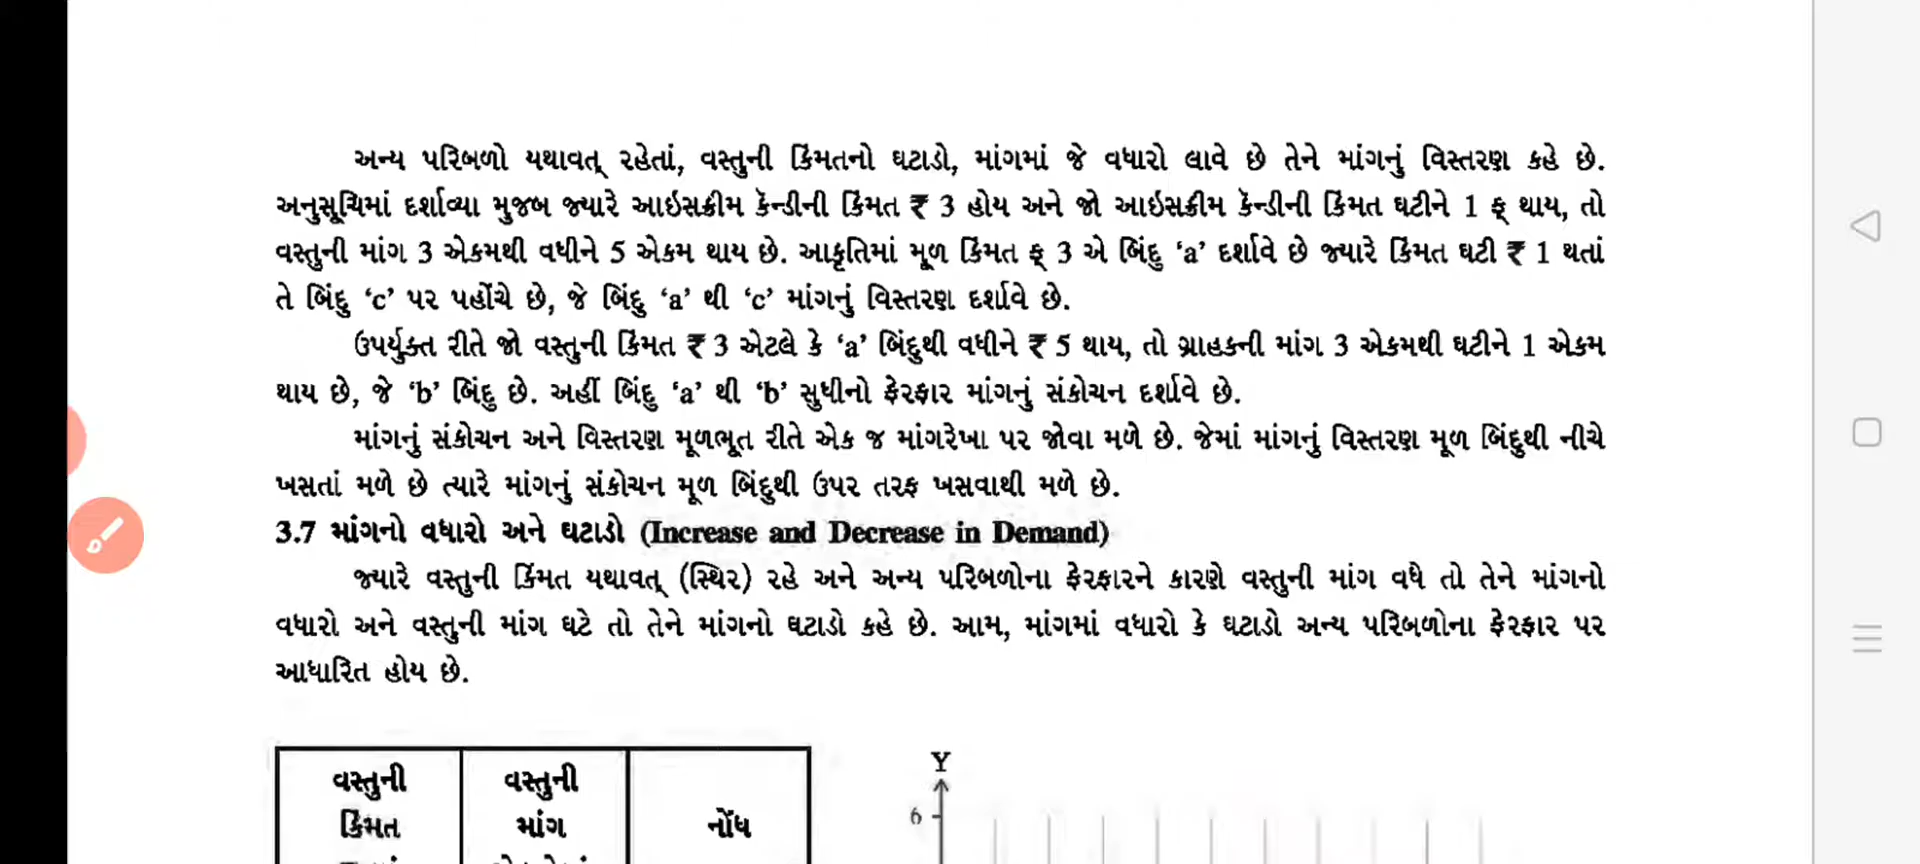 અન્ય પરિબળો યથાવત્ રહેતાં, વસ્તુની કિંમતનો ઘટાડો, માંગમાં જે વધારો લાવે છે તેને માંગનું વિસ્તરણ કહે છે.
અનુસૂચિમાં દર્શાવ્યા મુજબ જ્યારે આઇસક્રીમ કૅન્ડીની કિંમત ₹ 3 હોય અને જો આઇસક્રીમ કૅન્ડીની કિંમત ઘટીને 1 ફ્ થાય, તો
વસ્તુની માંગ 3 એકમથી વધીને 5 એકમ થાય છે. આકૃતિમાં મૂળ કિંમત ફ્ 3 એ બિંદુ ‘a’ દર્શાવે છે જ્યારે કિંમત ઘટી ₹ 1 થતાં
તે બિંદુ ‘c’ પર પહોંચે છે, જે બિંદુ ‘a’ થી ‘c’ માંગનું વિસ્તરણ દર્શાવે છે.
ઉપર્યુક્ત રીતે જો વસ્તુની કિંમત ₹ 3 એટલે કે ‘a’ બિંદુથી વધીને ₹ 5 થાય, તો ગ્રાહકની માંગ 3 એકમથી ઘટીને 1 એકમ
થાય છે, જે ‘b’ બિંદુ છે. અહીં બિંદુ ‘a’ થી ‘b’ સુધીનો ફેરફાર માંગનું સંકોચન દર્શાવે છે.
માંગનું સંકોચન અને વિસ્તરણ મૂળભૂત રીતે એક જ માંગરેખા પર જોવા મળે છે. જેમાં માંગનું વિસ્તરણ મૂળ બિંદુથી નીચે
ખસતાં મળે છે ત્યારે માંગનું સંકોચન મૂળ બિંદુથી ઉપર તરફ ખસવાથી મળે છે.
3.7 માંગનો વધારો અને ઘટાડો (Increase and Decrease in Demand)
જ્યારે વસ્તુની કિંમત યથાવત્ (સ્થિર) રહે અને અન્ય પરિબળોના ફેરફારને કારણે વસ્તુની માંગ વધે તો તેને માંગનો
વધારો અને વસ્તુની માંગ ઘટે તો તેને માંગનો ઘટાડો કહે છે. આમ, માંગમાં વધારો કે ઘટાડો અન્ય પરિબળોના ફેરફાર પર
આધારિત હોય છે.
વસ્તુની
કિંમત
વસ્તુની
માંગ
નોંધ
Y
6